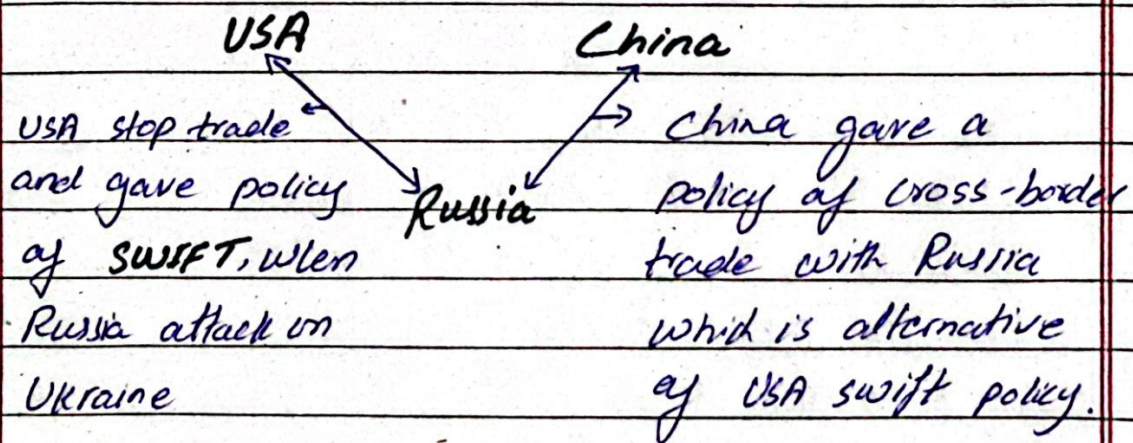 USA China
USA stop trade
and gave policy
of SWIFT, when
Russia attack on
Ukraine
Russia
China gave a
policy of cross-border
trade with Russia
which is alternative
of USA swift policy.